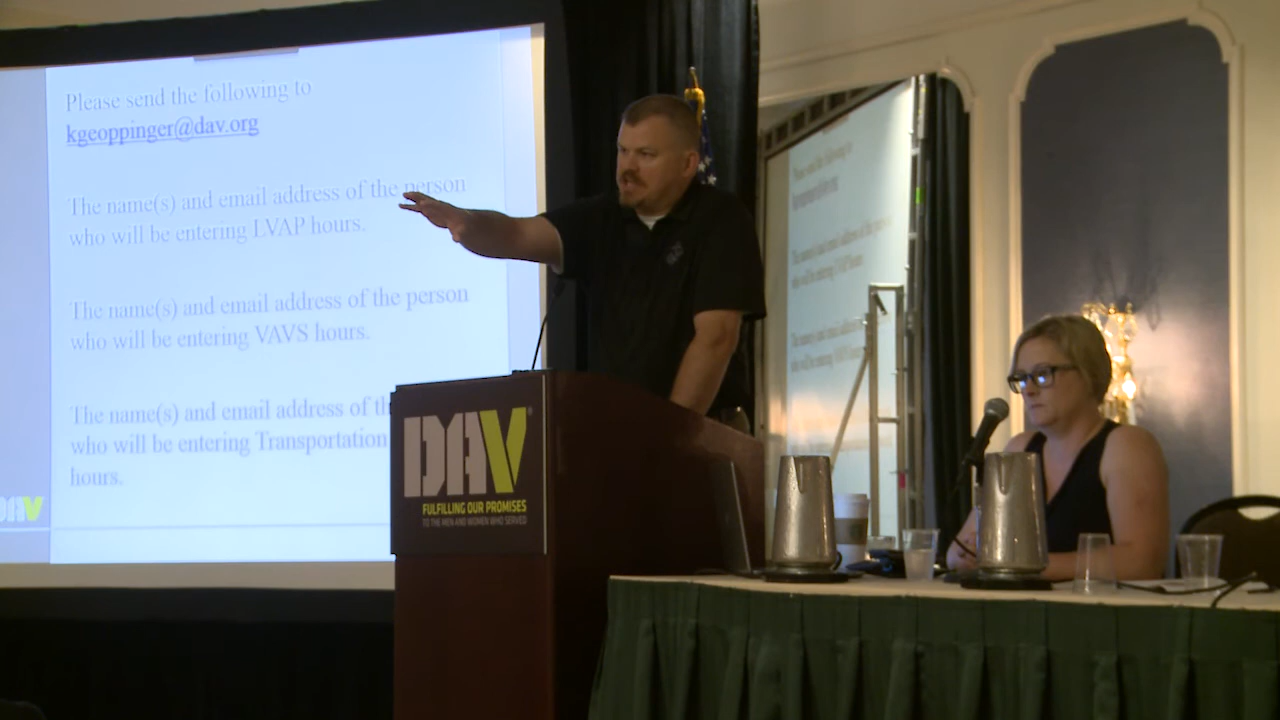 Please send the following to
kgeoppinger@dav.org
The name(s) and email address of the person
who will be entering LVAP hours.
The name(s) and email address of the person
who will be entering VAVS hours.
The name(s) and email address of th
who will be entering Transportation
hours.
DAV
DAV
FULFILLING OUR PROMISES
TO THE MEN AND WOMEN WHO SERVED